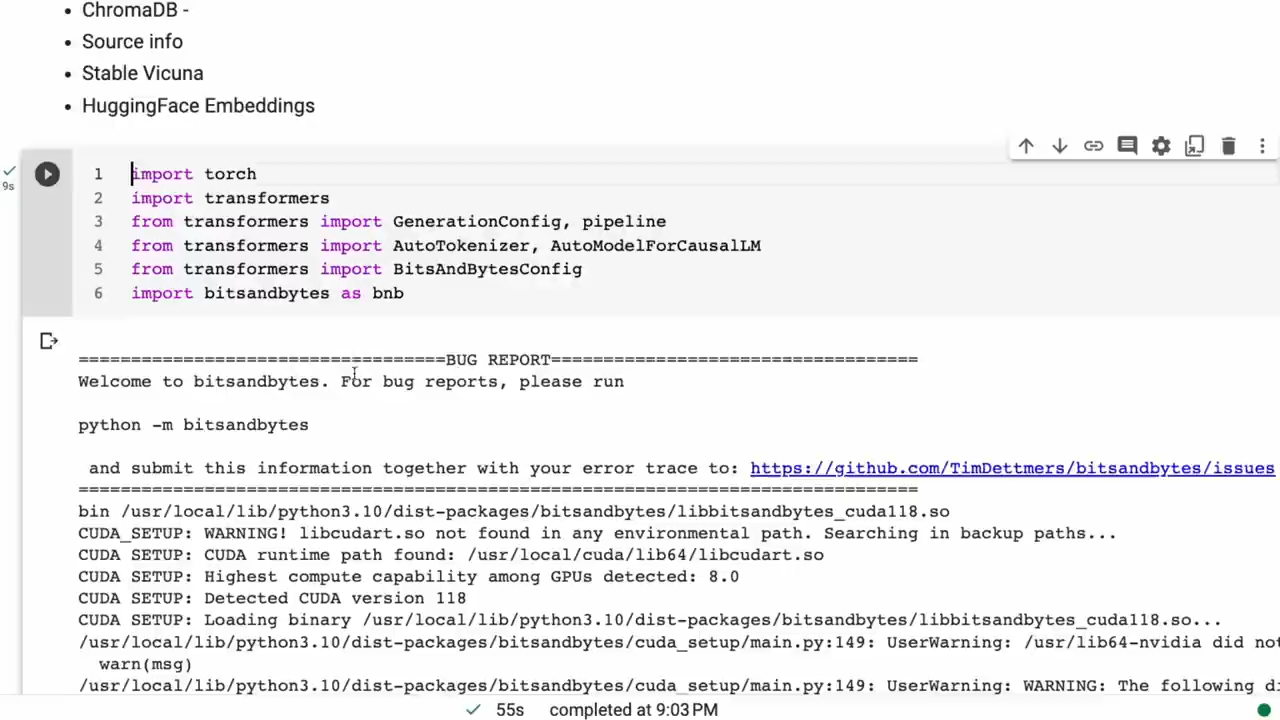 ChromaDB -
Source info
Stable Vicuna
HuggingFace Embeddings
9s
1 import torch
2 import transformers
3 from transformers import GenerationConfig, pipeline
4 from transformers import AutoTokenizer, AutoModelForCausalLM
5 from transformers import BitsAndBytesConfig
6 import bitsandbytes as bnb
===================================BUG REPORT===================================
Welcome to bitsandbytes. For bug reports, please run
python -m bitsandbytes
and submit this information together with your error trace to: https://github.com/TimDettmers/bitsandbytes/issues
================================================================================
bin /usr/local/lib/python3.10/dist-packages/bitsandbytes/libbitsandbytes_cuda118.so
CUDA_SETUP: WARNING! libcudart.so not found in any environmental path. Searching in backup paths...
CUDA SETUP: CUDA runtime path found: /usr/local/cuda/lib64/libcudart.so
CUDA SETUP: Highest compute capability among GPUs detected: 8.0
CUDA SETUP: Detected CUDA version 118
CUDA SETUP: Loading binary /usr/local/lib/python3.10/dist-packages/bitsandbytes/libbitsandbytes_cuda118.so...
/usr/local/lib/python3.10/dist-packages/bitsandbytes/cuda_setup/main.py:149: UserWarning: /usr/lib64-nvidia did not
warn(msg)
/usr/local/lib/python3.10/dist-packages/bitsandbytes/cuda_setup/main.py:149: UserWarning: WARNING: The following di
55s completed at 9:03 PM